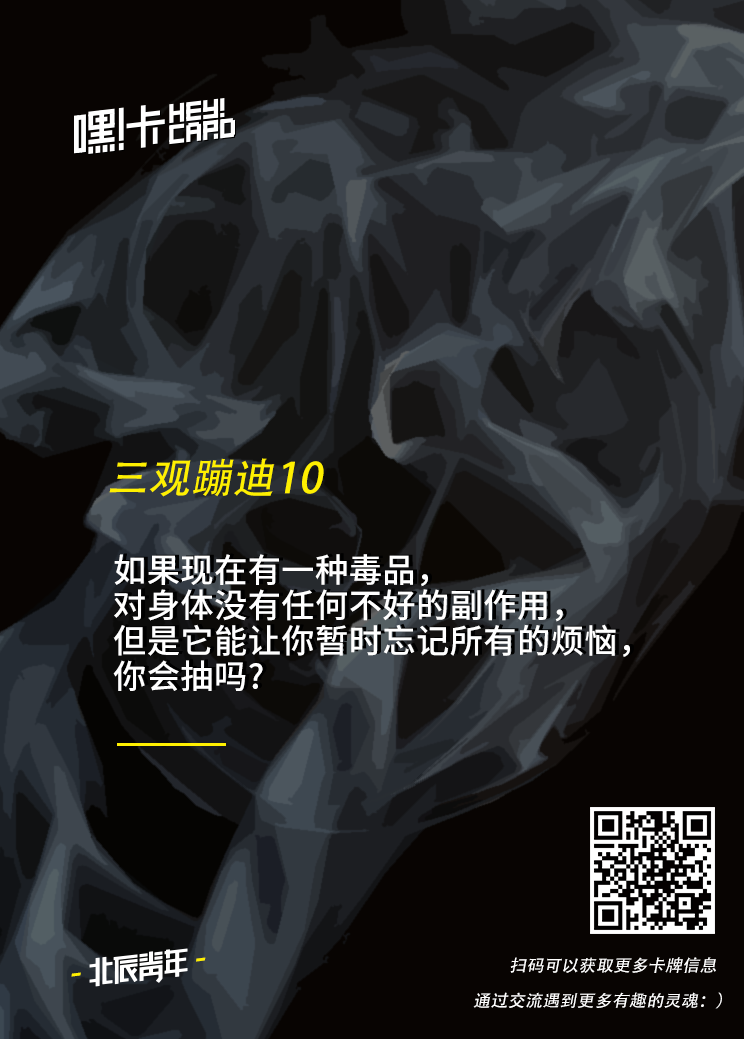 嘿!卡 HEY! CARD
三观蹦迪10
如果现在有一种毒品，
对身体没有任何不好的副作用，
但是它能让你暂时忘记所有的烦恼，
你会抽吗?
- 北辰青年 -
扫码可以获取更多卡牌信息
通过交流遇到更多有趣的灵魂：）